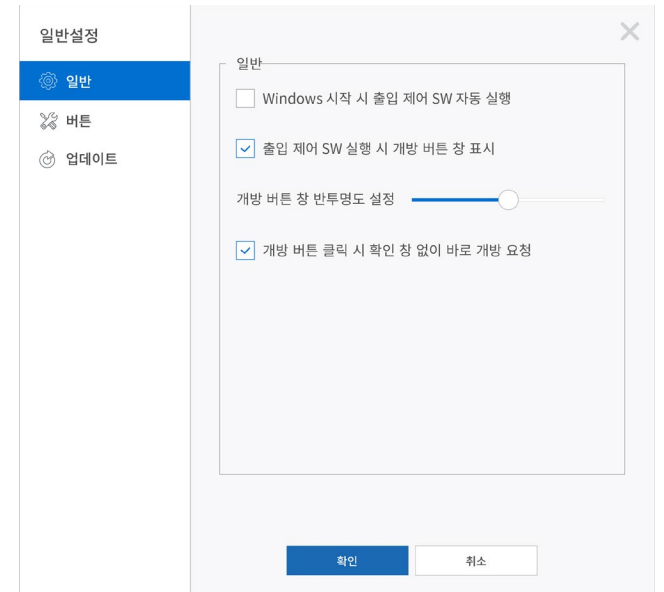 일반설정
일반
버튼
업데이트
일반
Windows 시작 시 출입 제어 SW 자동 실행
출입 제어 SW 실행 시 개방 버튼 창 표시
개방 버튼 창 반투명도 설정
개방 버튼 클릭 시 확인 창 없이 바로 개방 요청
확인
취소